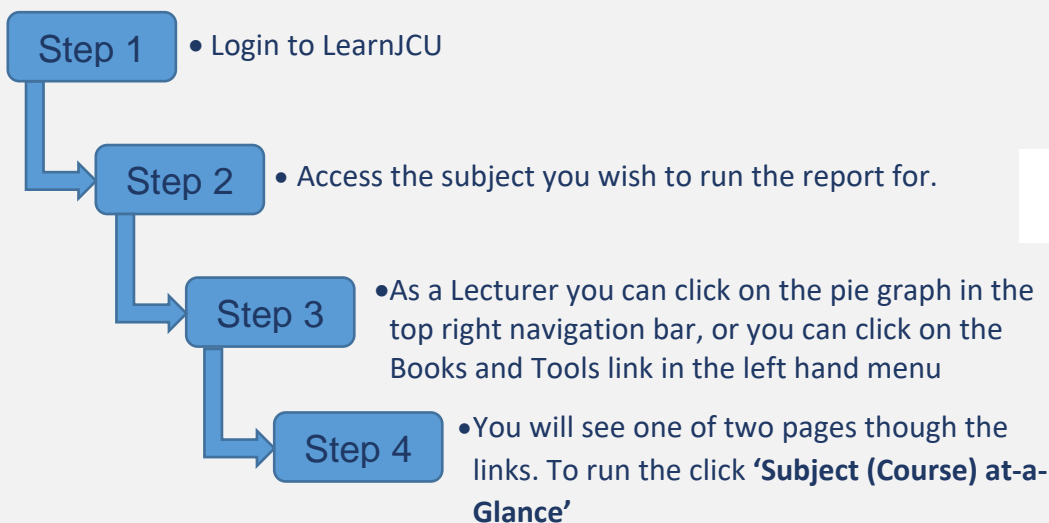 Step 1
• Login to LearnJCU
Step 2
• Access the subject you wish to run the report for.
Step 3
•As a Lecturer you can click on the pie graph in the
top right navigation bar, or you can click on the
Books and Tools link in the left hand menu
Step 4
•You will see one of two pages though the
links. To run the click ‘Subject (Course) at-a-
Glance’